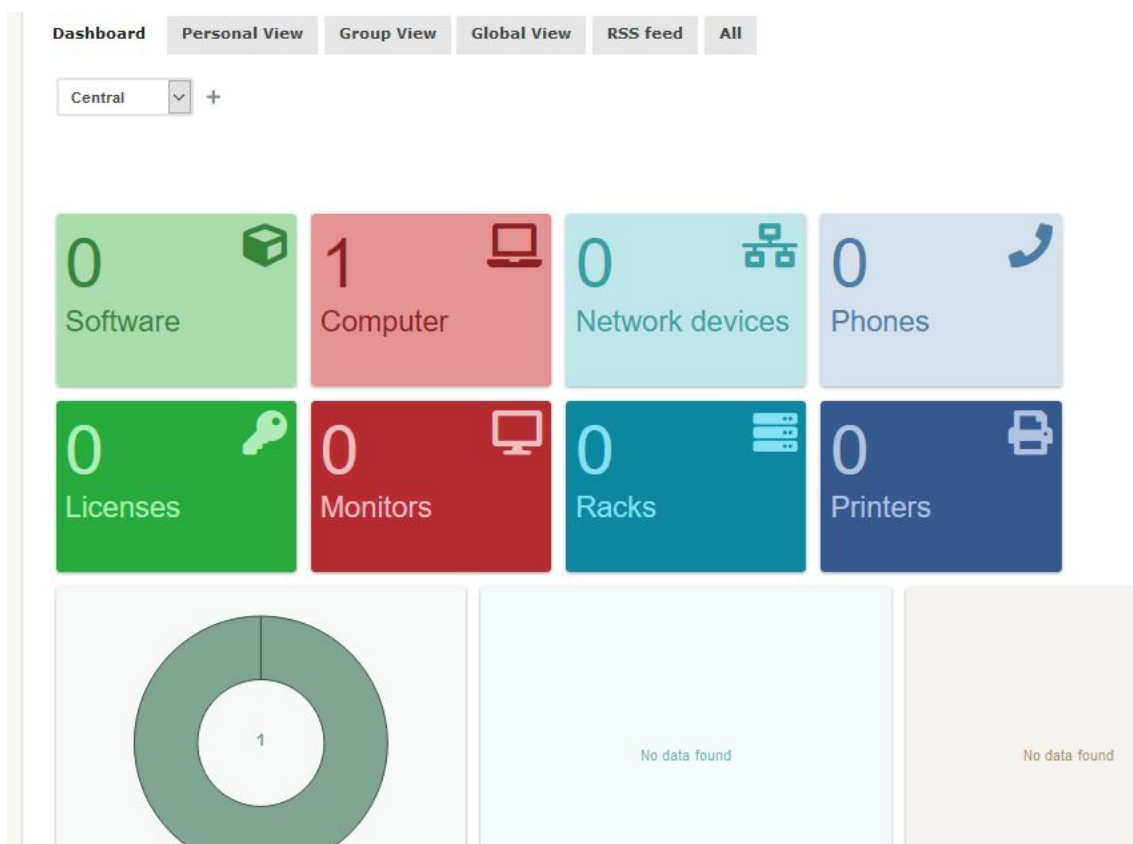 Dashboard Personal View Group View Global View RSS feed All
Central +
0 1 0 0
Software Computer Network devices Phones
0 0 0 0
Licenses Monitors Racks Printers
1
No data found No data found